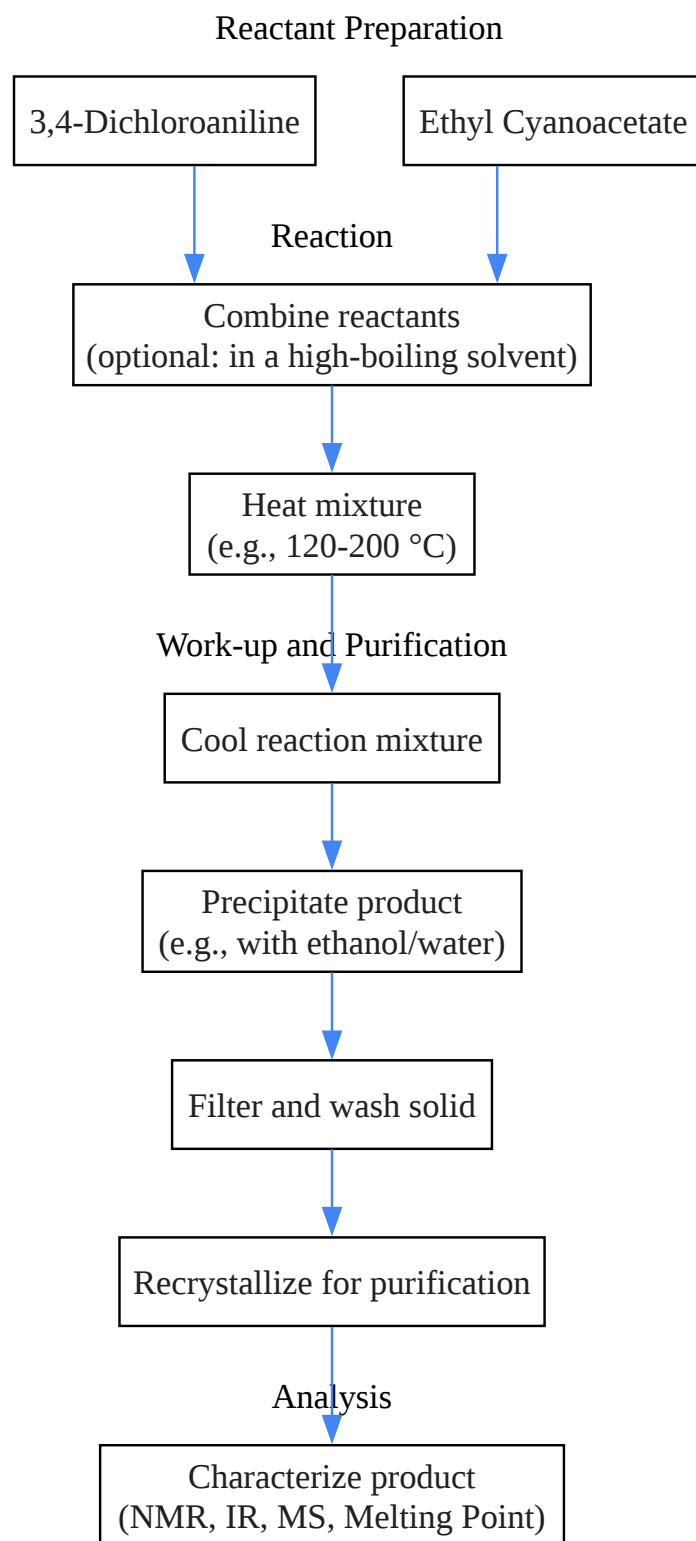 Reactant Preparation
3,4-Dichloroaniline
Ethyl Cyanoacetate
Reaction
Combine reactants
(optional: in a high-boiling solvent)
Heat mixture
(e.g., 120-200 °C)
Work-up and Purification
Cool reaction mixture
Precipitate product
(e.g., with ethanol/water)
Filter and wash solid
Recrystallize for purification
Analysis
Characterize product
(NMR, IR, MS, Melting Point)